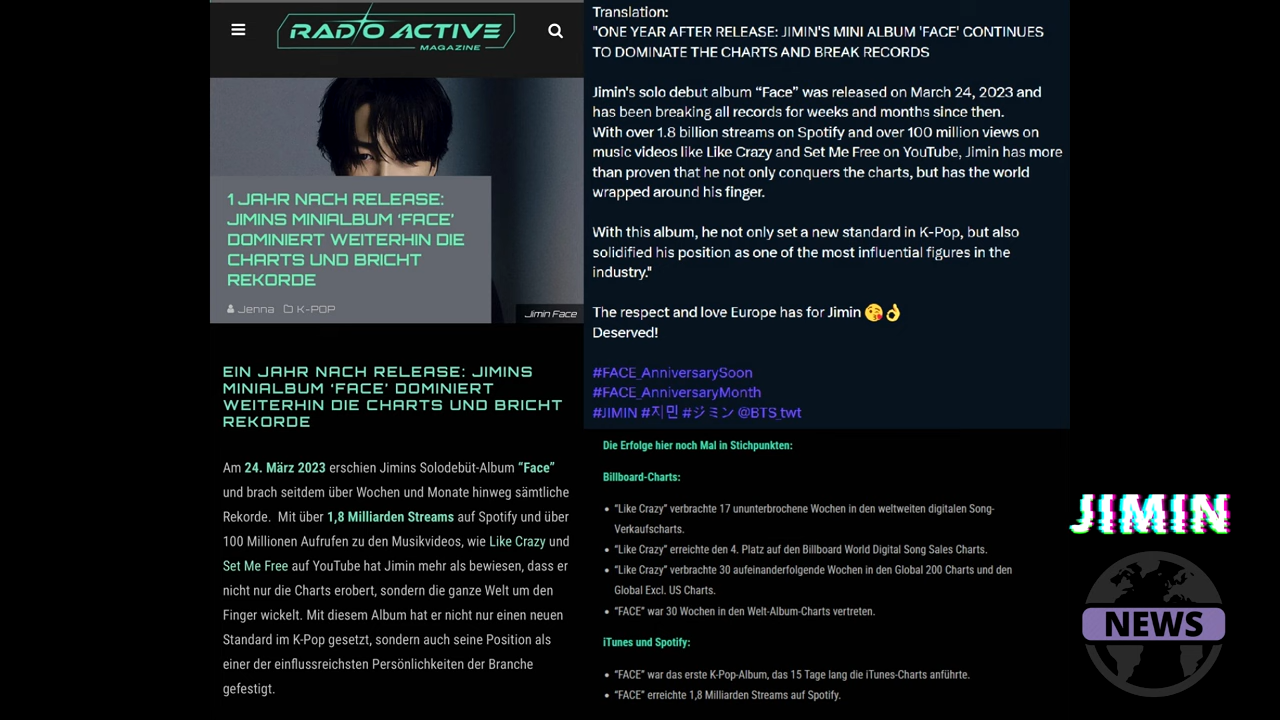 RADIO ACTIVE
MAGAZINE
1 JAHR NACH RELEASE:
JIMINS MINIALBUM ‘FACE’
DOMINIERT WEITERHIN DIE
CHARTS UND BRICHT
REKORDE
Jenna K-POP
Jimin Face
EIN JAHR NACH RELEASE: JIMINS
MINIALBUM ‘FACE’ DOMINIERT
WEITERHIN DIE CHARTS UND BRICHT
REKORDE
Am 24. März 2023 erschien Jimins Solodebüt-Album “Face”
und brach seitdem über Wochen und Monate hinweg sämtliche
Rekorde. Mit über 1,8 Milliarden Streams auf Spotify und über
100 Millionen Aufrufen zu den Musikvideos, wie Like Crazy und
Set Me Free auf YouTube hat Jimin mehr als bewiesen, dass er
nicht nur die Charts erobert, sondern die ganze Welt um den
Finger wickelt. Mit diesem Album hat er nicht nur einen neuen
Standard im K-Pop gesetzt, sondern auch seine Position als
einer der einflussreichsten Persönlichkeiten der Branche
gefestigt.
Translation:
"ONE YEAR AFTER RELEASE: JIMIN'S MINI ALBUM 'FACE' CONTINUES
TO DOMINATE THE CHARTS AND BREAK RECORDS
Jimin's solo debut album “Face” was released on March 24, 2023 and
has been breaking all records for weeks and months since then.
With over 1.8 billion streams on Spotify and over 100 million views on
music videos like Like Crazy and Set Me Free on YouTube, Jimin has more
than proven that he not only conquers the charts, but has the world
wrapped around his finger.
With this album, he not only set a new standard in K-Pop, but also
solidified his position as one of the most influential figures in the
industry."
The respect and love Europe has for Jimin 😘👌
Deserved!
#FACE_AnniversarySoon
#FACE_AnniversaryMonth
#JIMIN #지민 #ジミン @BTS_twt
Die Erfolge hier noch Mal in Stichpunkten:
Billboard-Charts:
• “Like Crazy” verbrachte 17 ununterbrochene Wochen in den weltweiten digitalen Song-
Verkaufscharts.
• “Like Crazy” erreichte den 4. Platz auf den Billboard World Digital Song Sales Charts.
• “Like Crazy” verbrachte 30 aufeinanderfolgende Wochen in den Global 200 Charts und den
Global Excl. US Charts.
• “FACE” war 30 Wochen in den Welt-Album-Charts vertreten.
iTunes und Spotify:
• “FACE” war das erste K-Pop-Album, das 15 Tage lang die iTunes-Charts anführte.
• “FACE” erreichte 1,8 Milliarden Streams auf Spotify.
JIMIN
NEWS